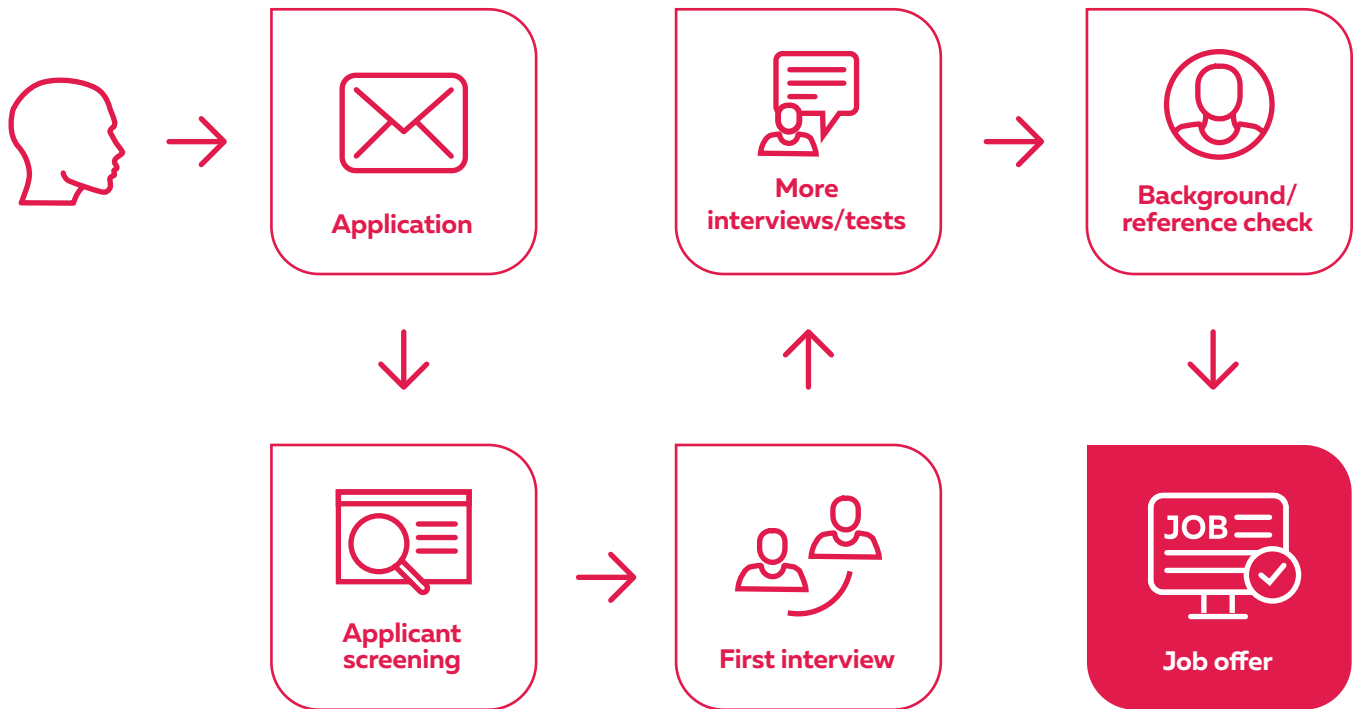 Application
Applicant
screening
First interview
More
interviews/tests
Background/
reference check
JOB
Job offer